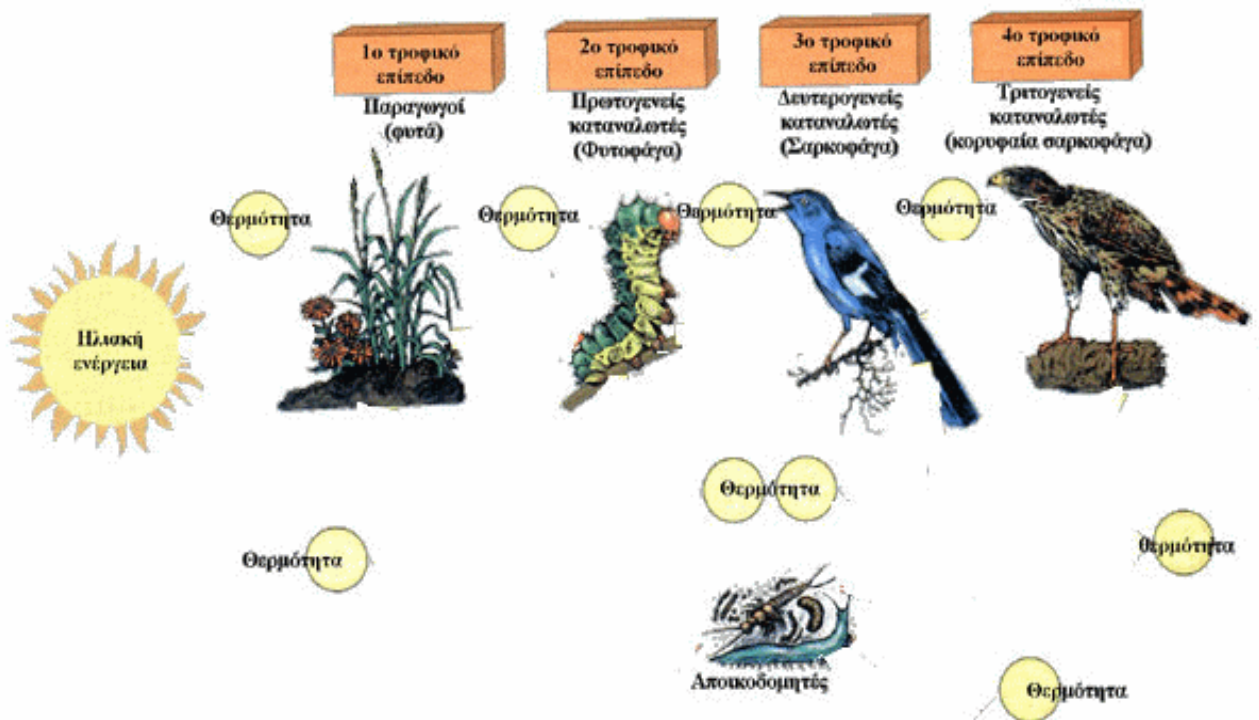 1ο τροφικό
επίπεδο
Παραγωγοί
(φυτά)
2ο τροφικό
επίπεδο
Πρωτογενείς
καταναλωτές
(Φυτοφάγα)
3ο τροφικό
επίπεδο
Δευτερογενείς
καταναλωτές
(Σαρκοφάγα)
4ο τροφικό
επίπεδο
Τριτογενείς
καταναλωτές
(κορυφαία σαρκοφάγα)
Θερμότητα
Θερμότητα
Θερμότητα
Θερμότητα
Ηλιακή
ενέργεια
Θερμότητα
Θερμότητα
θερμότητα
Αποικοδομητές
Θερμότητα